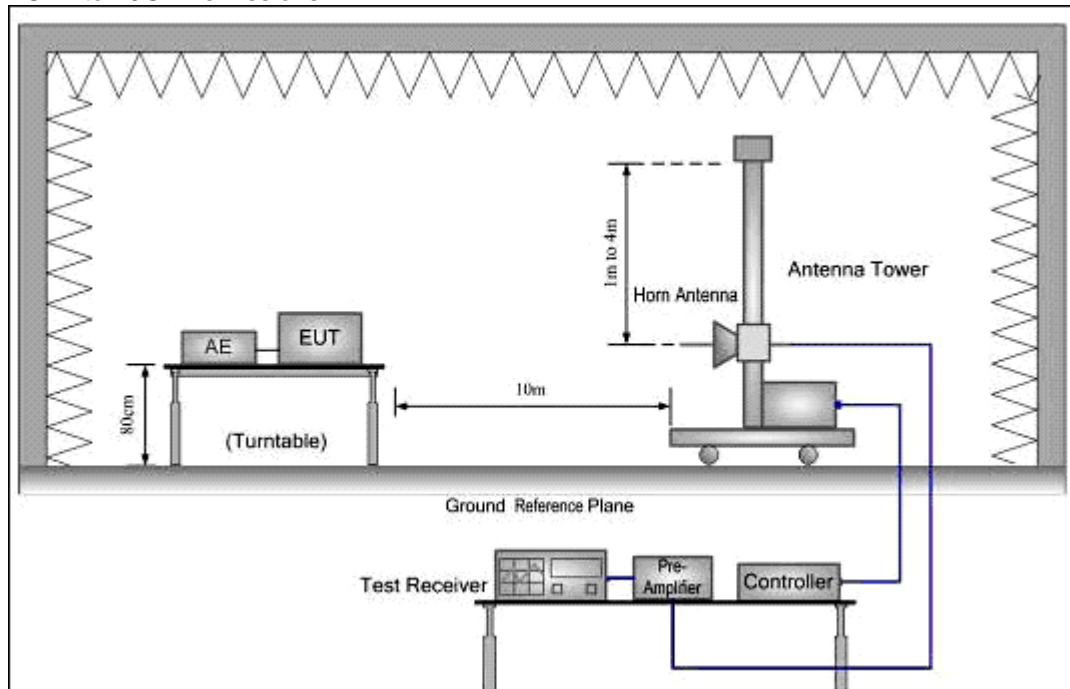 1m to 4m
Antenna Tower
Horn Antenna
AE
EUT
10m
80cm
(Turntable)
Ground Reference Plane
Test Receiver
Pre-
Amplifier
Controller